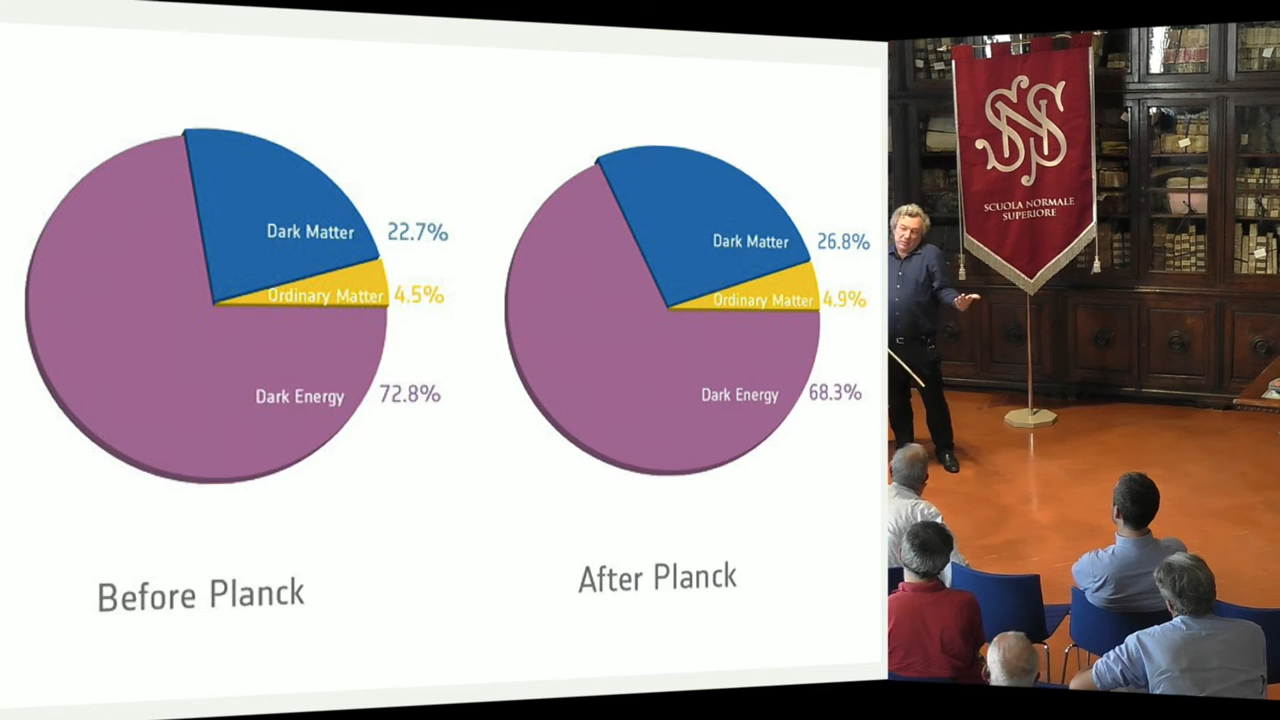 Dark Matter 22.7%
Ordinary Matter 4.5%
Dark Energy 72.8%
Before Planck
Dark Matter 26.8%
Ordinary Matter 4.9%
Dark Energy 68.3%
After Planck
SNS
SCUOLA NORMALE
SUPERIORE